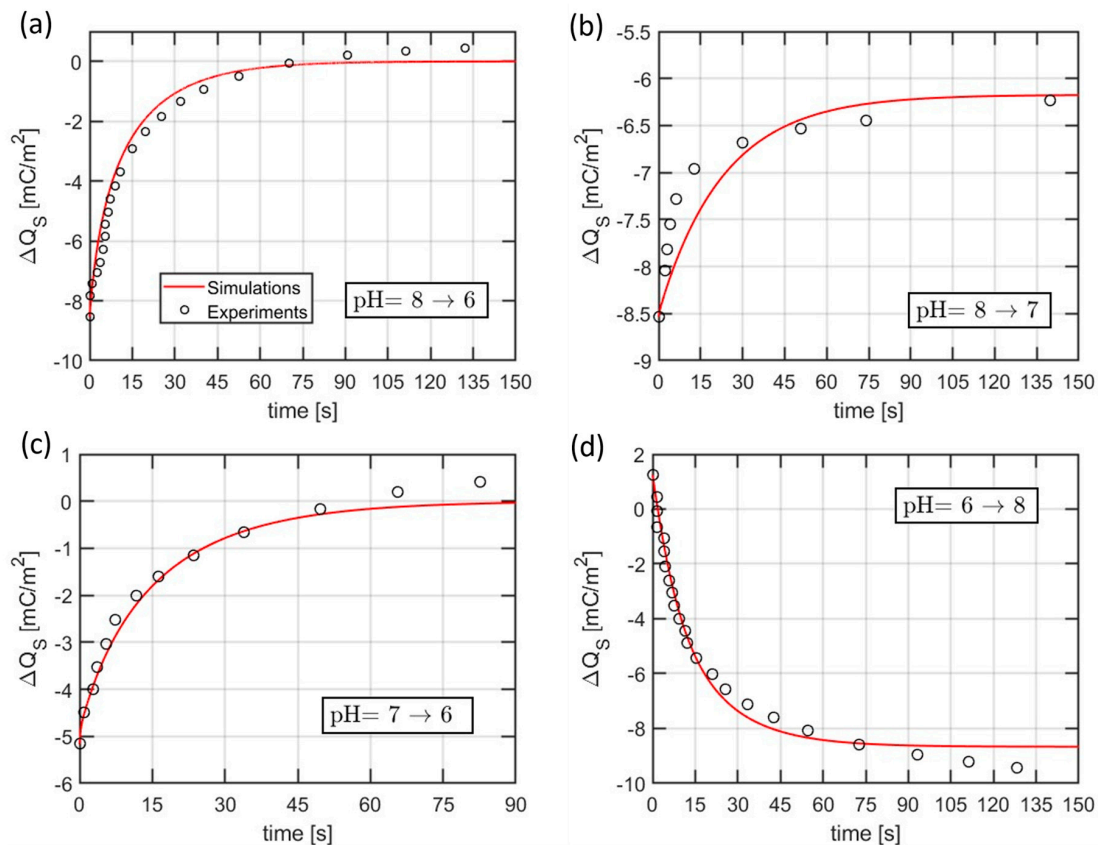 (a)
0
-2
-4
-6
-8
-10
ΔQ_S [mC/m²]
Simulations
Experiments
pH= 8 → 6
0 15 30 45 60 75 90 105 120 135 150
time [s]
(b)
-5.5
-6
-6.5
-7
-7.5
-8
-8.5
-9
ΔQ_S [mC/m²]
pH= 8 → 7
0 15 30 45 60 75 90 105 120 135 150
time [s]
(c)
1
0
-1
-2
-3
-4
-5
-6
ΔQ_S [mC/m²]
pH= 7 → 6
0 15 30 45 60 75 90
time [s]
(d)
2
0
-2
-4
-6
-8
-10
ΔQ_S [mC/m²]
pH= 6 → 8
0 15 30 45 60 75 90 105 120 135 150
time [s]